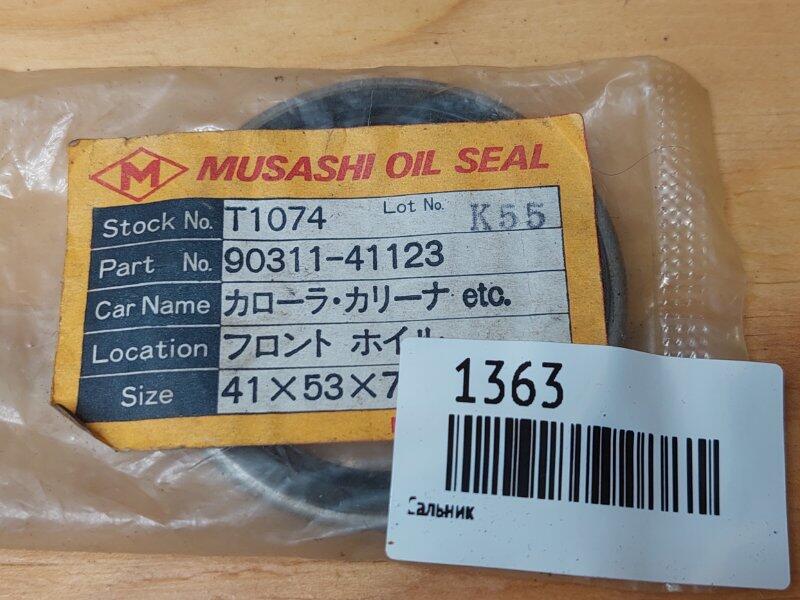 M MUSASHI OIL SEAL
Stock No. T1074 Lot No. K55
Part No. 90311-41123
Car Name カローラ・カリーナ etc.
Location フロント ホイル
Size 41×53×7
1363
Сальник